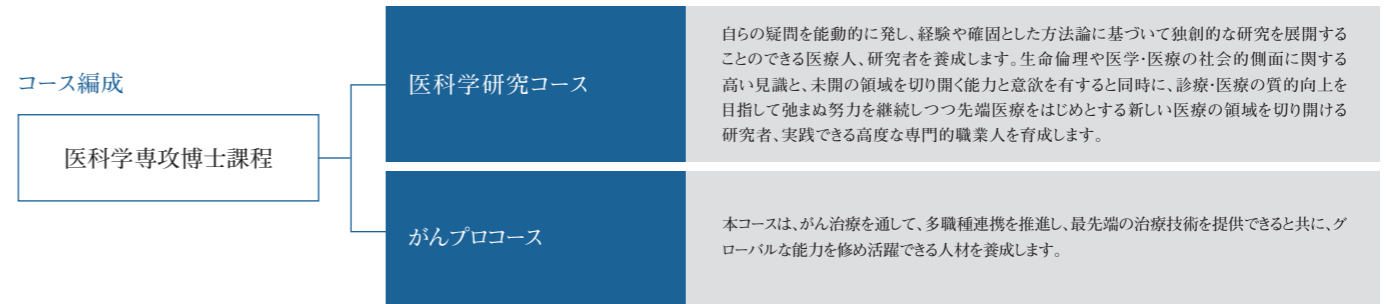 コース編成
医科学専攻博士課程
医科学研究コース
自らの疑問を能動的に発し、経験や確固とした方法論に基づいて独創的な研究を展開する
ことのできる医療人、研究者を養成します。生命倫理や医学・医療の社会的側面に関する
高い見識と、未開の領域を切り開く能力と意欲を有すると同時に、診療・医療の質的向上を
目指して弛まぬ努力を継続しつつ先端医療をはじめとする新しい医療の領域を切り開ける
研究者、実践できる高度な専門的職業人を育成します。
がんプロコース
本コースは、がん治療を通して、多職種連携を推進し、最先端の治療技術を提供できると共に、グ
ローバルな能力を修め活躍できる人材を養成します。